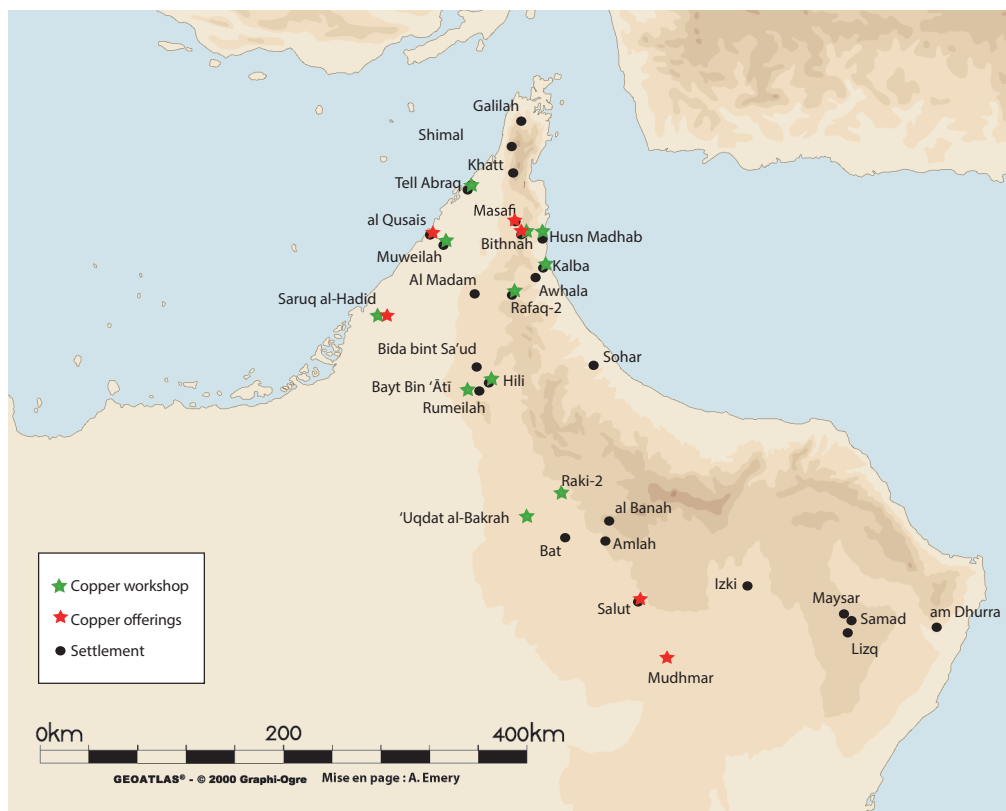 Galilah
Shimal
Khatt
Tell Abraq
Masafi
al Qusais
Husn Madhab
Bithnah
Muweilah
Kalba
Al Madam
Awhala
Saruq al-Hadid
Rafaq-2
Bida bint Sa'ud
Sohar
Hili
Bayt Bin 'Ātī
Rumeilah
Raki-2
al Banah
'Uqdat al-Bakrah
Bat
Amlah
Copper workshop
Izki
Copper offerings
Salut
Maysar
am Dhurra
Samad
Settlement
Lizq
Mudhmar
0km 200 400km
GEOATLAS® - © 2000 Graphi-Ogre Mise en page : A. Emery